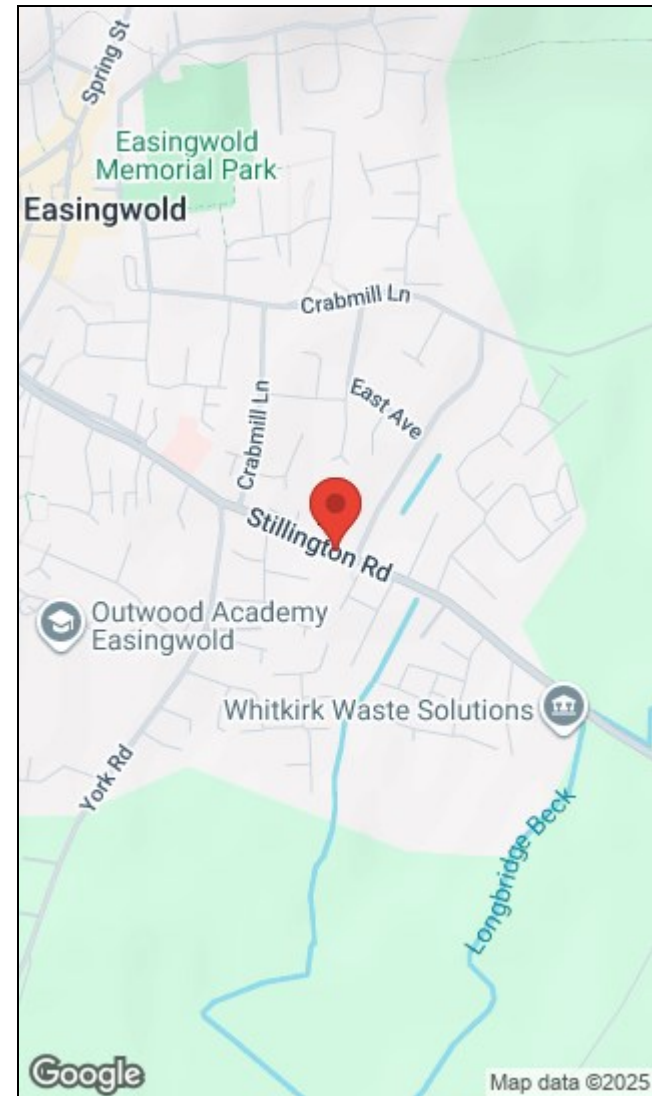 Spring St
Easingwold
Memorial Park
Easingwold
Crabmill Ln
East Ave
Crabmill Ln
Stillington Rd
Outwood Academy
Easingwold
Whitkirk Waste Solutions
York Rd
Longbridge Beck
Google
Map data ©2025